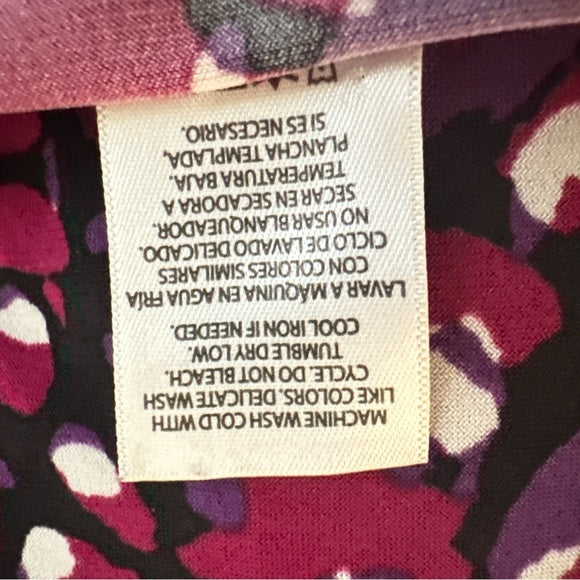 MACHINE WASH COLD WITH
LIKE COLORS. DELICATE WASH
CYCLE. DO NOT BLEACH.
TUMBLE DRY LOW.
COOL IRON IF NEEDED.
LAVAR A MÁQUINA EN AGUA FRÍA
CON COLORES SIMILARES
CICLO DE LAVADO DELICADO.
NO USAR BLANQUEADOR.
SECAR EN SECADORA A
TEMPERATURA BAJA.
PLANCHA TEMPLADA,
SI ES NECESARIO.